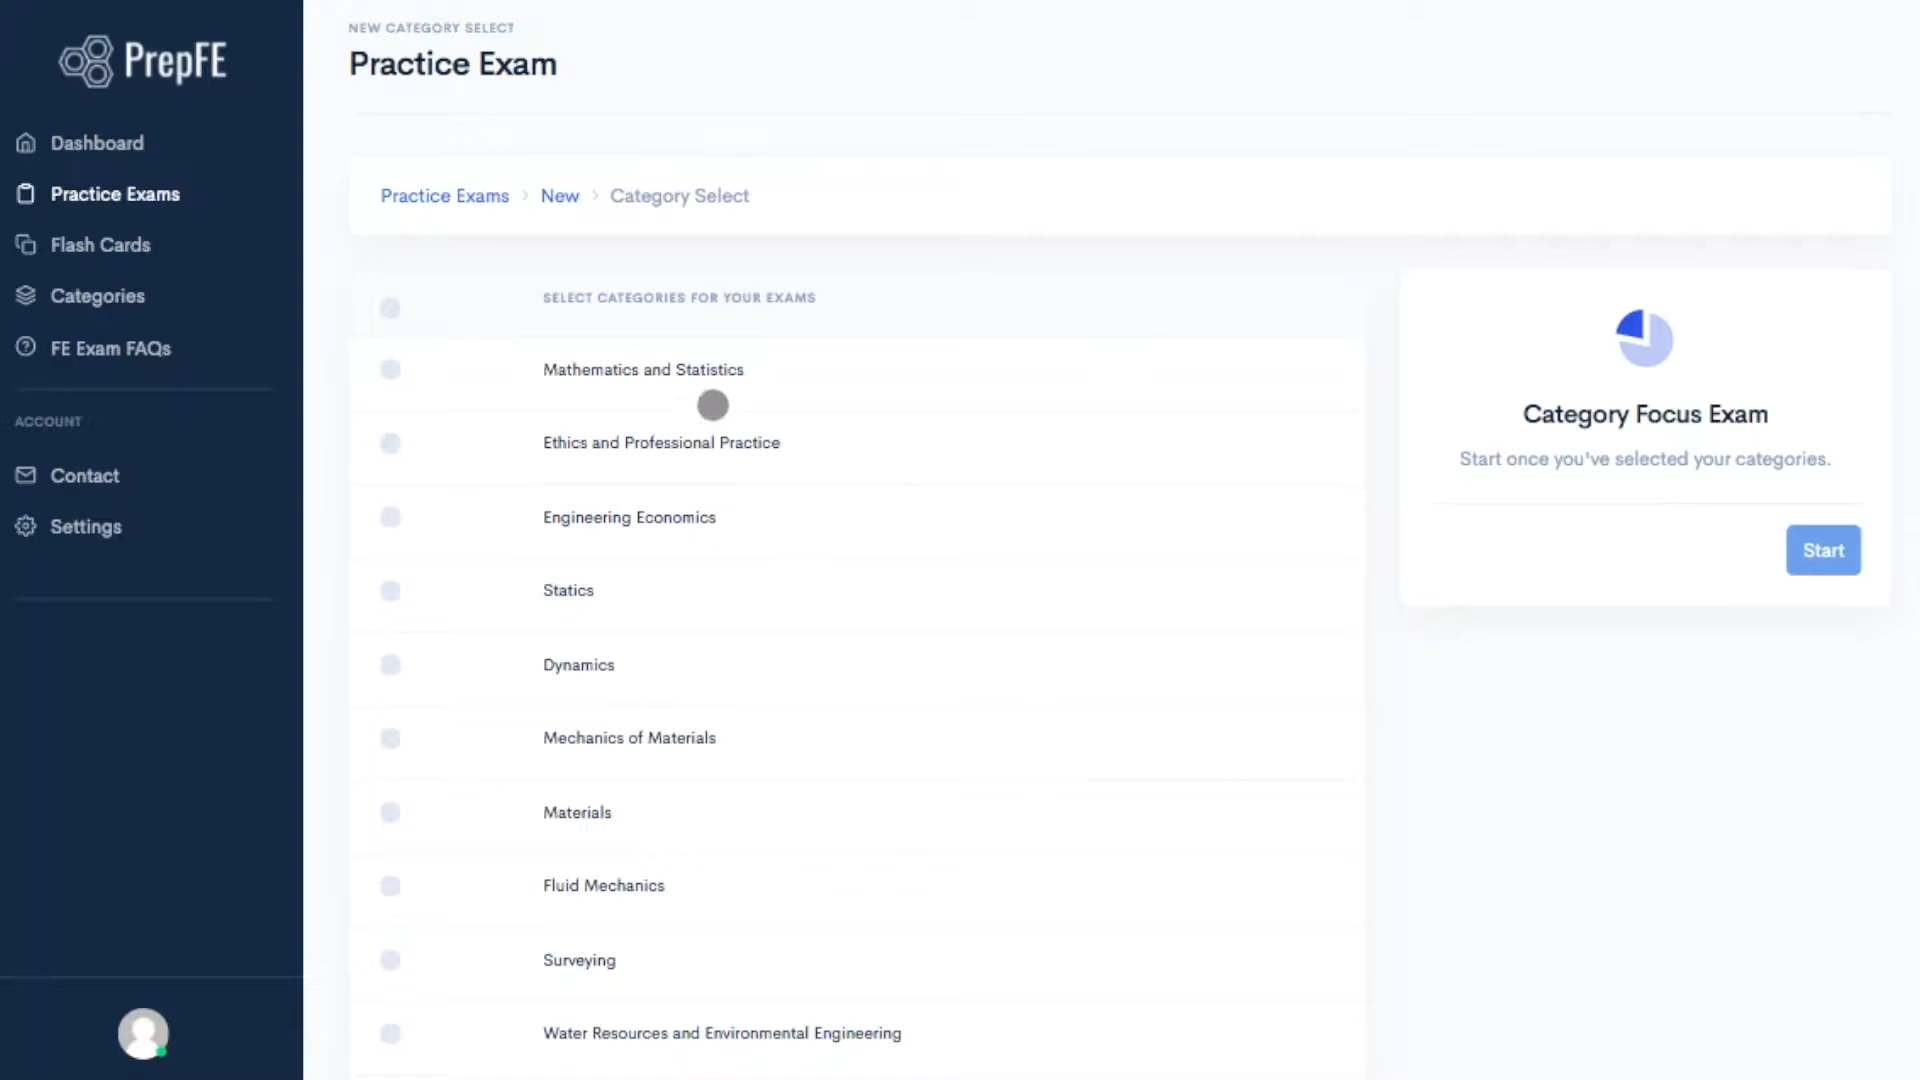 PrepFE
Dashboard
Practice Exams
Flash Cards
Categories
FE Exam FAQs
ACCOUNT
Contact
Settings
NEW CATEGORY SELECT
Practice Exam
Practice Exams > New > Category Select
SELECT CATEGORIES FOR YOUR EXAMS
Mathematics and Statistics
Ethics and Professional Practice
Engineering Economics
Statics
Dynamics
Mechanics of Materials
Materials
Fluid Mechanics
Surveying
Water Resources and Environmental Engineering
Category Focus Exam
Start once you've selected your categories.
Start